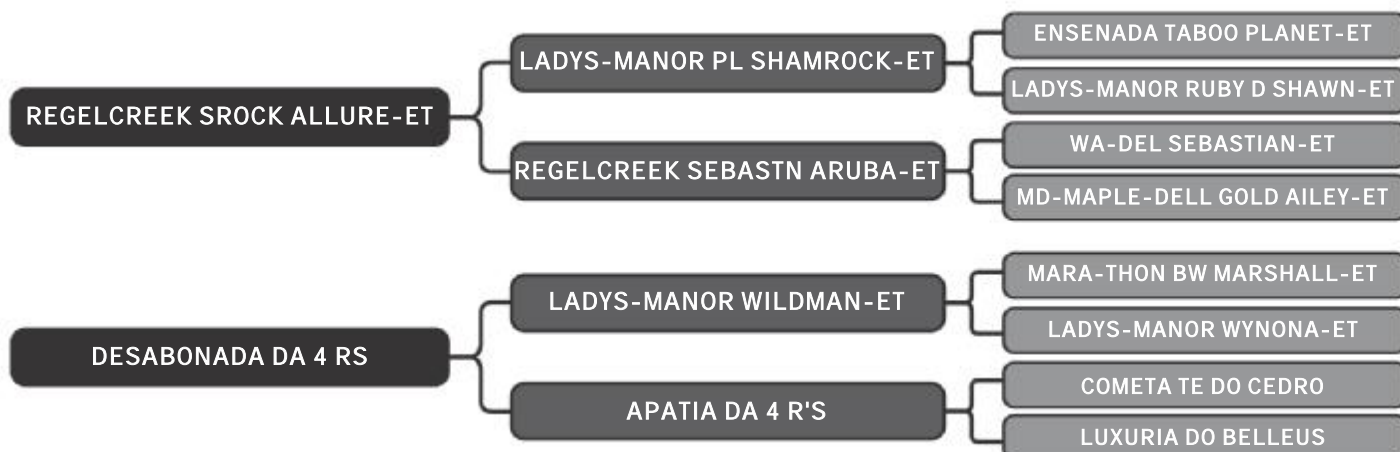 ENSENADA TABOO PLANET-ET
LADYS-MANOR PL SHAMROCK-ET
LADYS-MANOR RUBY D SHAWN-ET
REGELCREEK SROCK ALLURE-ET
WA-DEL SEBASTIAN-ET
REGELCREEK SEBASTN ARUBA-ET
MD-MAPLE-DELL GOLD AILEY-ET
MARA-THON BW MARSHALL-ET
LADYS-MANOR WILDMAN-ET
LADYS-MANOR WYNONA-ET
DESABONADA DA 4 RS
COMETA TE DO CEDRO
APATIA DA 4 R'S
LUXURIA DO BELLEUS